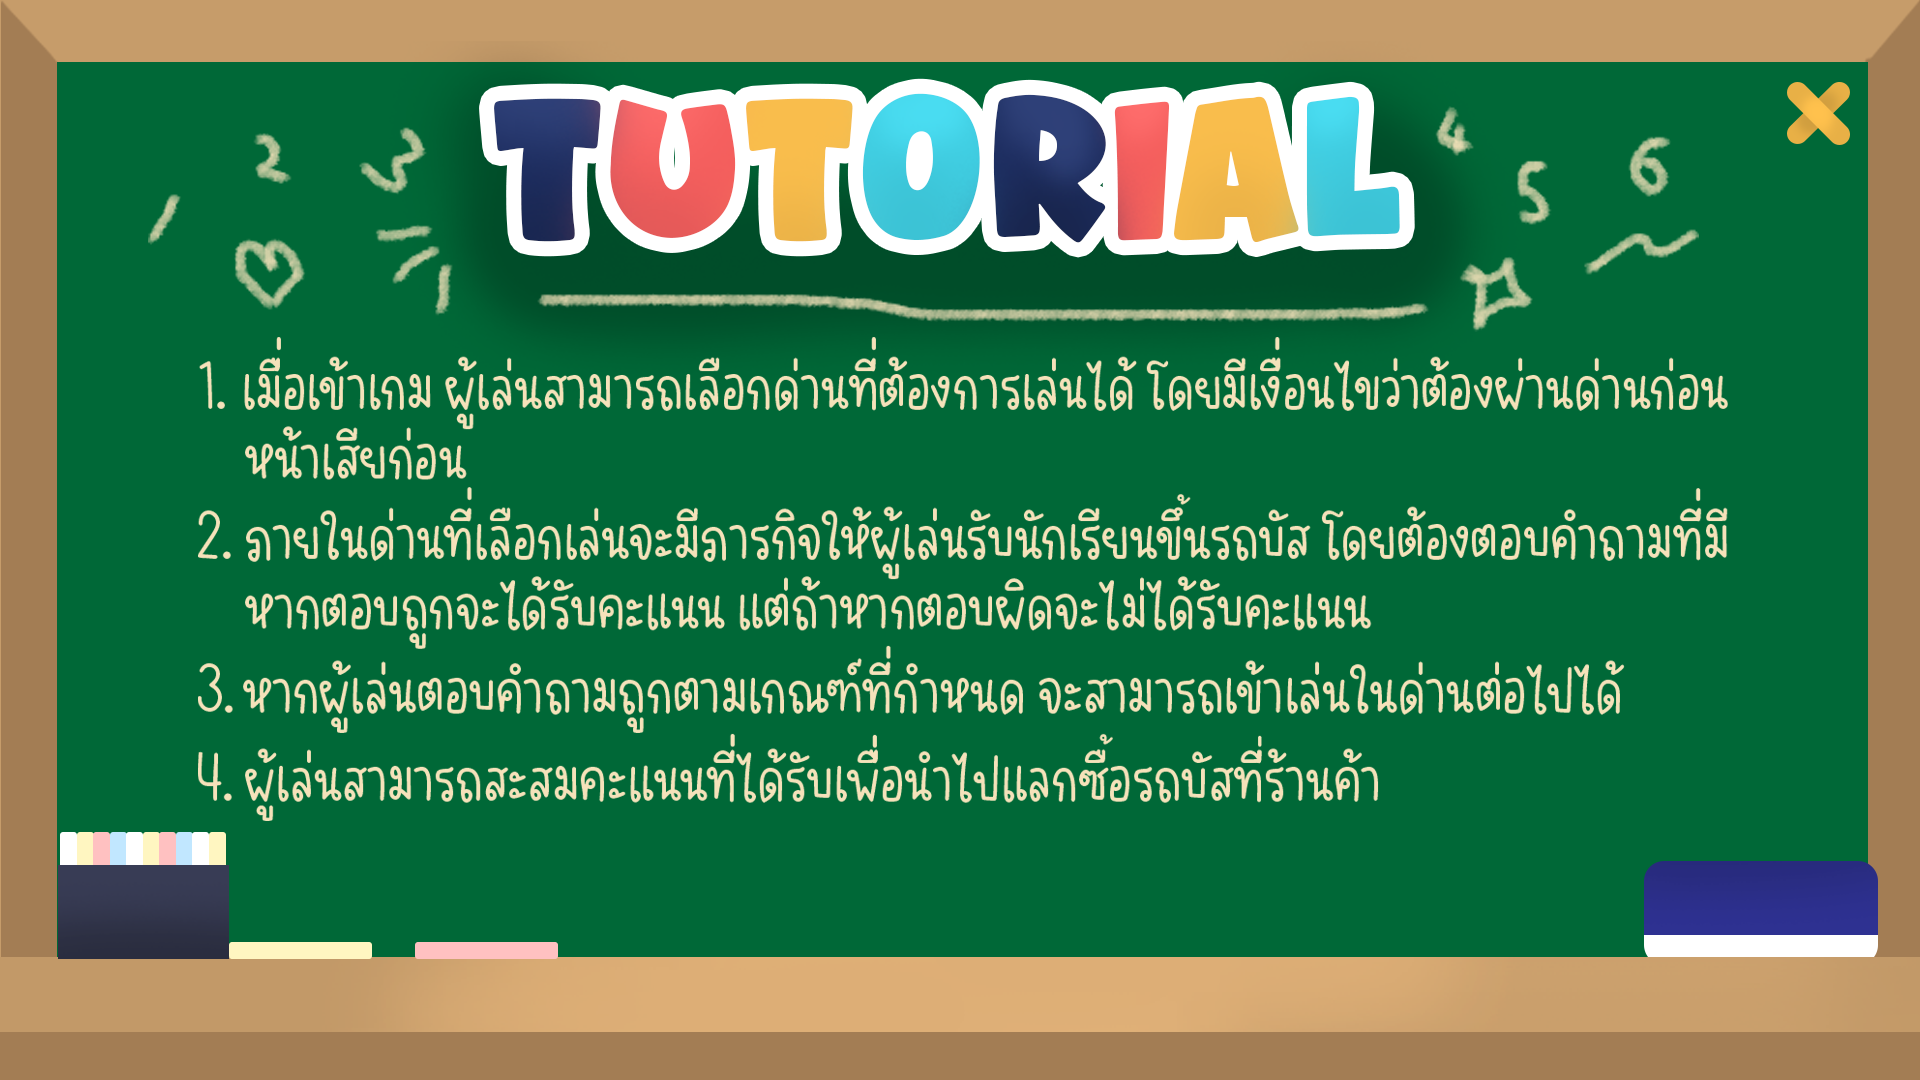 TUTORIAL
1 2 3 4 5 6
1. เมื่อเข้าเกม ผู้เล่นสามารถเลือกด่านที่ต้องการเล่นได้ โดยมีเงื่อนไขว่าต้องผ่านด่านก่อน
หน้าเสียก่อน
2. ภายในด่านที่เลือกเล่นจะมีภารกิจให้ผู้เล่นรับนักเรียนขึ้นรถบัส โดยต้องตอบคำถามที่มี
หากตอบถูกจะได้รับคะแนน แต่ถ้าหากตอบผิดจะไม่ได้รับคะแนน
3. หากผู้เล่นตอบคำถามถูกตามเกณฑ์ที่กำหนด จะสามารถเข้าเล่นในด่านต่อไปได้
4. ผู้เล่นสามารถสะสมคะแนนที่ได้รับเพื่อนำไปแลกซื้อรถบัสที่ร้านค้า